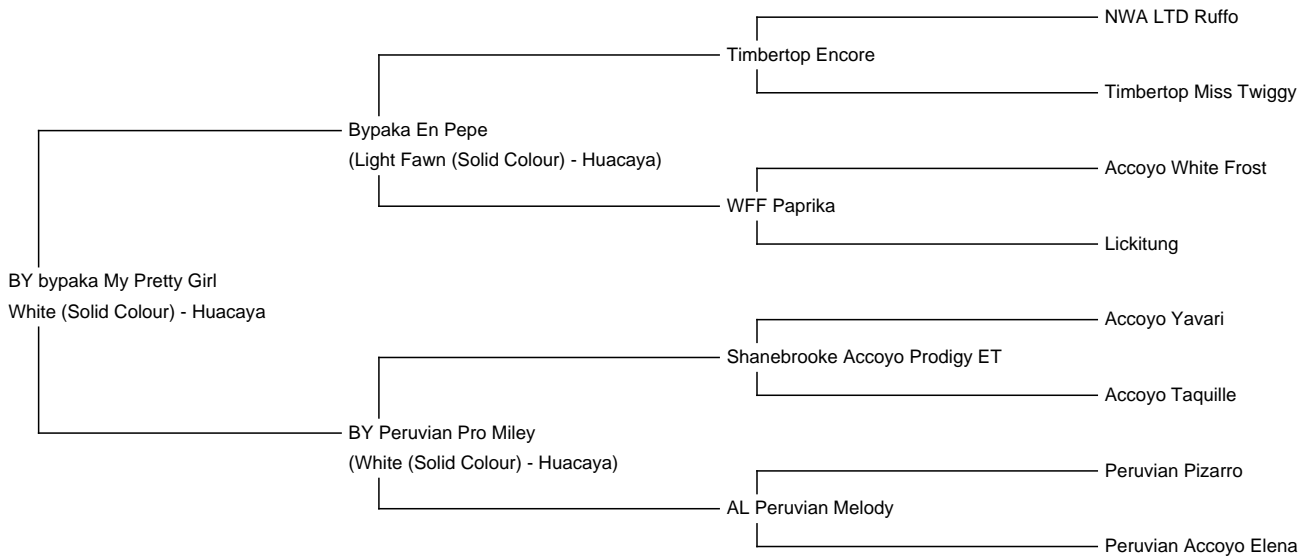 NWA LTD Ruffo
Timbertop Encore
Timbertop Miss Twiggy
Bypaka En Pepe
(Light Fawn (Solid Colour) - Huacaya)
Accoyo White Frost
WFF Paprika
Lickitung
BY bypaka My Pretty Girl
White (Solid Colour) - Huacaya
Accoyo Yavari
Shanebrooke Accoyo Prodigy ET
Accoyo Taquille
BY Peruvian Pro Miley
(White (Solid Colour) - Huacaya)
Peruvian Pizarro
AL Peruvian Melody
Peruvian Accoyo Elena